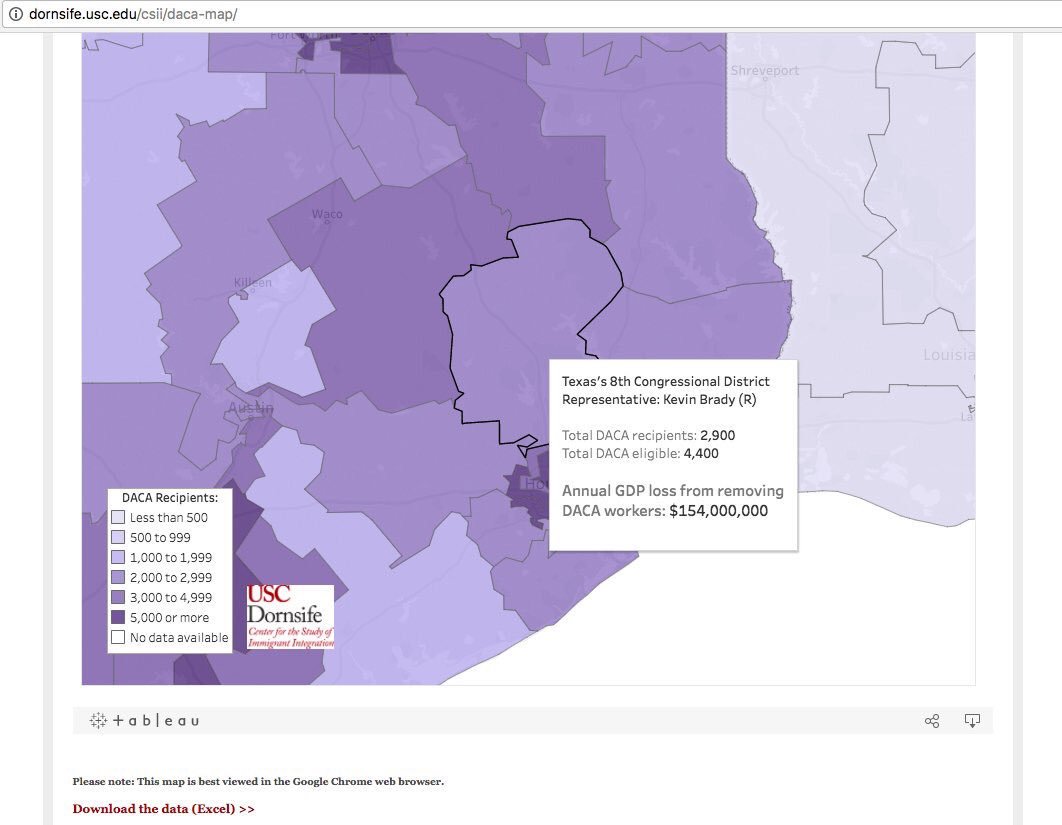 dornsife.usc.edu/csii/daca-map/
Fort Worth
Shreveport
Waco
Killeen
Louisia
Texas's 8th Congressional District
Representative: Kevin Brady (R)
Total DACA recipients: 2,900
Total DACA eligible: 4,400
Annual GDP loss from removing
DACA workers: $154,000,000
Austin
La
Hou
DACA Recipients:
Less than 500
500 to 999
1,000 to 1,999
2,000 to 2,999
3,000 to 4,999
5,000 or more
No data available
USC
Dornsife
Center for the Study of
Immigrant Integration
+ a b l e a u
Please note: This map is best viewed in the Google Chrome web browser.
Download the data (Excel) >>